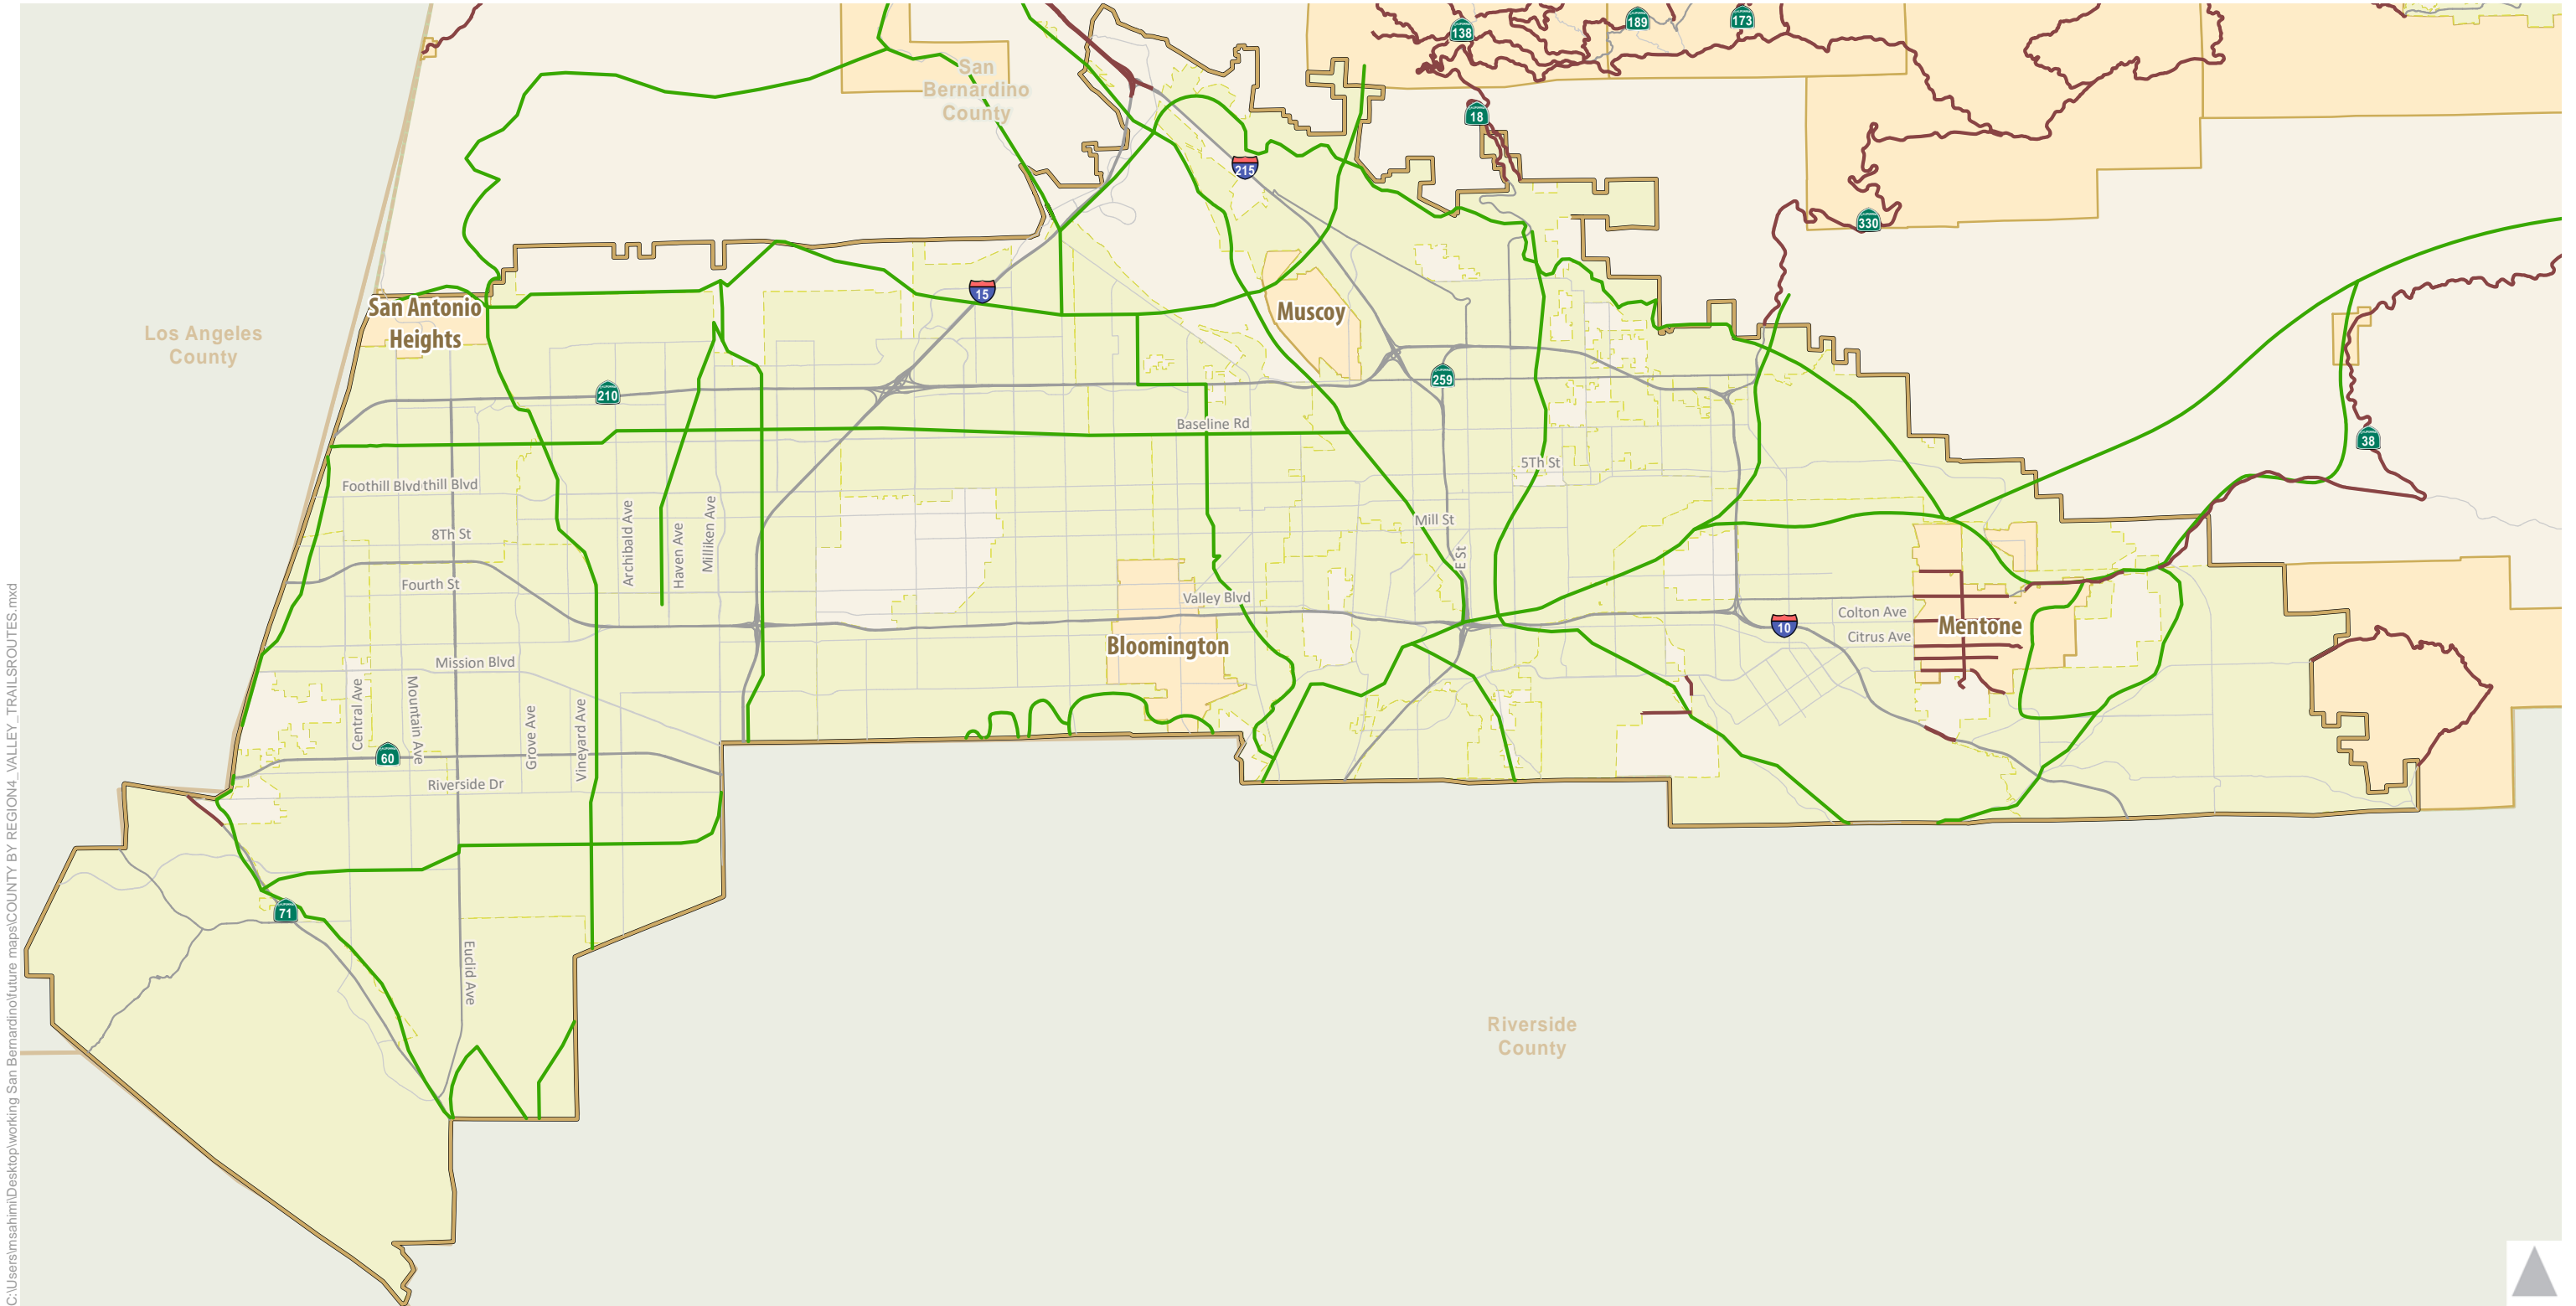 189
173
138
San
Bernardino
County
18
215
330
15
San Antonio
Heights
Muscoy
Los Angeles
County
259
210
Baseline Rd
38
5Th St
Foothill Blvd
thill Blvd
Mill St
8Th St
Archibald Ave
Haven Ave
Milliken Ave
E St
Fourth St
Valley Blvd
Colton Ave
10
Mentone
Citrus Ave
Bloomington
Mission Blvd
Central Ave
Mountain Ave
Grove Ave
Vineyard Ave
60
Riverside Dr
71
Euclid Ave
Riverside
County
C:\Users\msahimi\Desktop\working San Bernardino\future maps\COUNTY BY REGION4_VALLEY_TRAILSROUTES.mxd